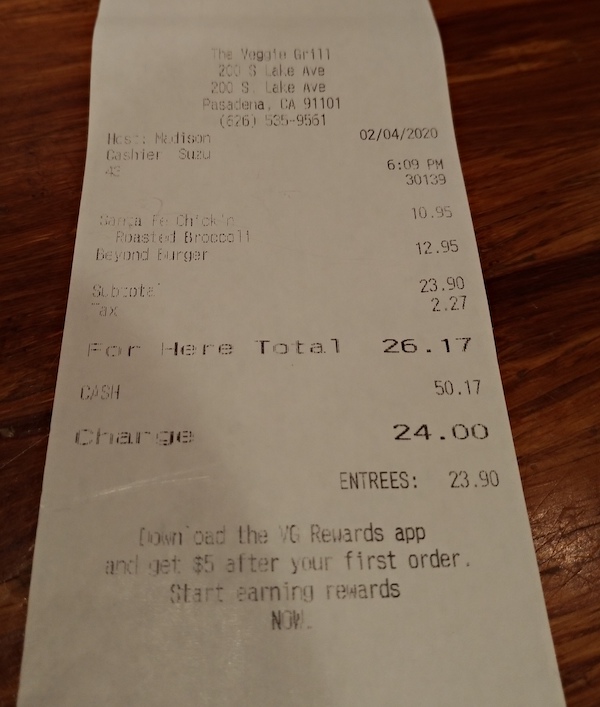 The Veggie Grill
200 S Lake Ave
200 S. Lake Ave
Pasadena, CA 91101
(626) 535-9561
Host: Madison 02/04/2020
Cashier Suzu 6:09 PM
43 30139
Santa Fe Chick'n 10.95
Roasted Broccoli
Beyond Burger 12.95
Subtotal 23.90
Tax 2.27
For Here Total 26.17
CASH 50.17
Change 24.00
ENTREES: 23.90
Download the VG Rewards app
and get $5 after your first order.
Start earning rewards
NOW.